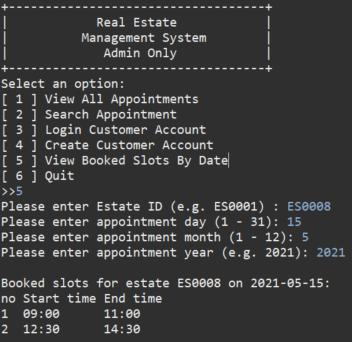 +----------------------------------+
|           Real Estate            |
|        Management System         |
|            Admin Only            |
+----------------------------------+
Select an option:
[ 1 ] View All Appointments
[ 2 ] Search Appointment
[ 3 ] Login Customer Account
[ 4 ] Create Customer Account
[ 5 ] View Booked Slots By Date
[ 6 ] Quit
>>5
Please enter Estate ID (e.g. ES0001) : ES0008
Please enter appointment day (1 - 31): 15
Please enter appointment month (1 - 12): 5
Please enter appointment year (e.g. 2021): 2021

Booked slots for estate ES0008 on 2021-05-15:
no Start time End time
1  09:00      11:00
2  12:30      14:30